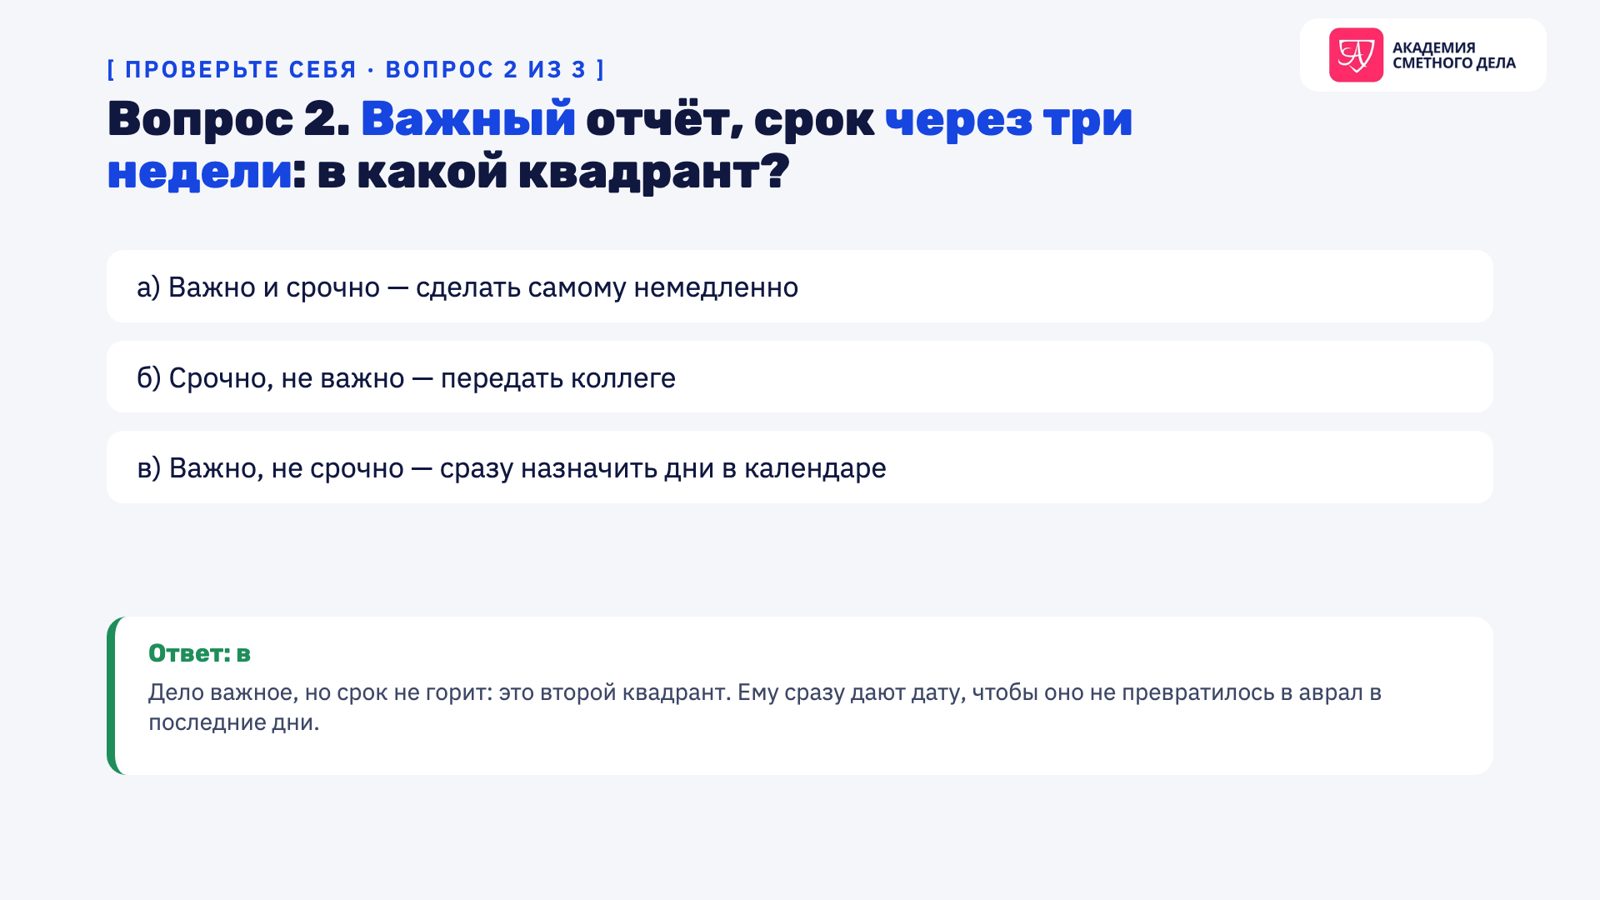 [ ПРОВЕРЬТЕ СЕБЯ · ВОПРОС 2 ИЗ 3 ]
АКАДЕМИЯ
СМЕТНОГО ДЕЛА
Вопрос 2. Важный отчёт, срок через три
недели: в какой квадрант?
а) Важно и срочно — сделать самому немедленно
б) Срочно, не важно — передать коллеге
в) Важно, не срочно — сразу назначить дни в календаре
Ответ: в
Дело важное, но срок не горит: это второй квадрант. Ему сразу дают дату, чтобы оно не превратилось в аврал в
последние дни.